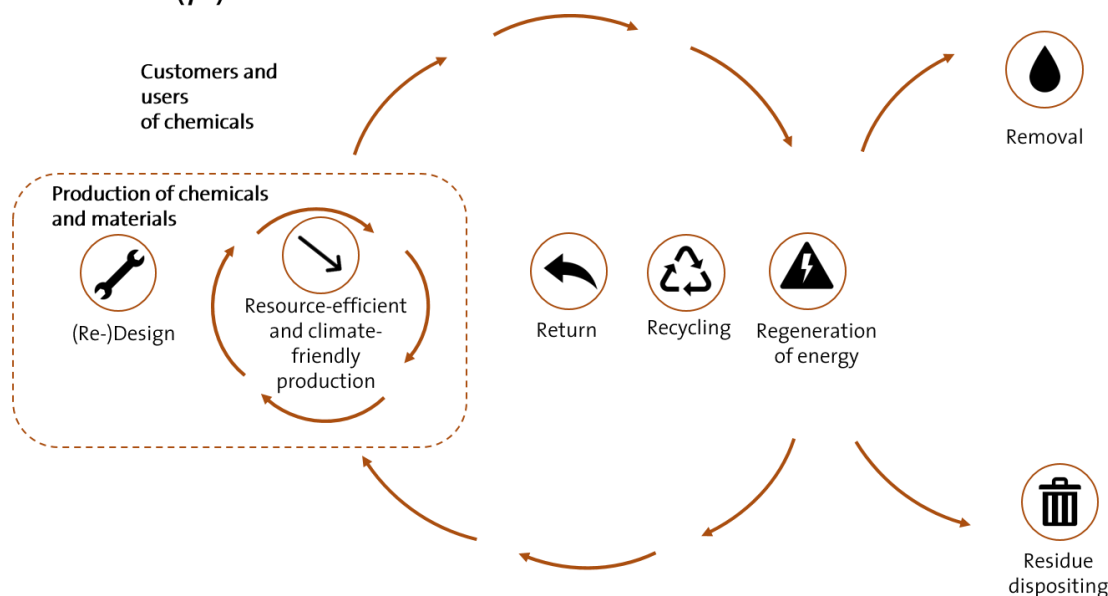 Customers and
users
of chemicals
Removal
Production of chemicals
and materials
(Re-)Design
Resource-efficient
and climate-
friendly
production
Return
Recycling
Regeneration
of energy
Residue
dispositing